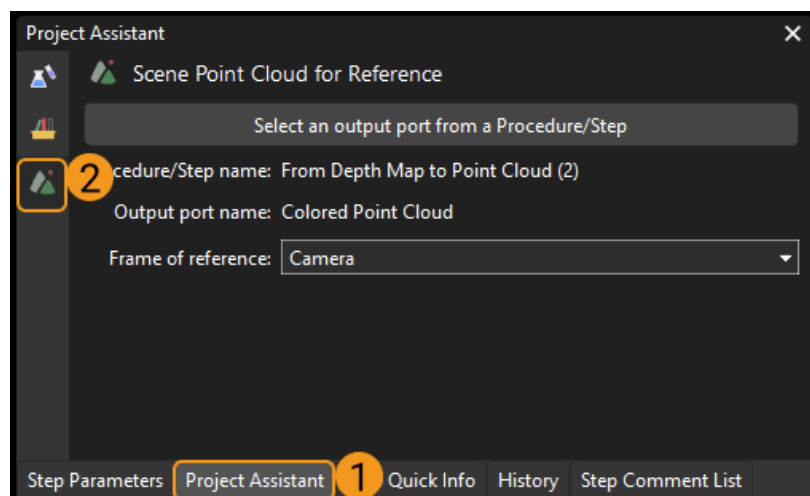 Project Assistant
Scene Point Cloud for Reference
Select an output port from a Procedure/Step
2 cedure/Step name: From Depth Map to Point Cloud (2)
Output port name: Colored Point Cloud
Frame of reference: Camera
Step Parameters Project Assistant 1 Quick Info History Step Comment List